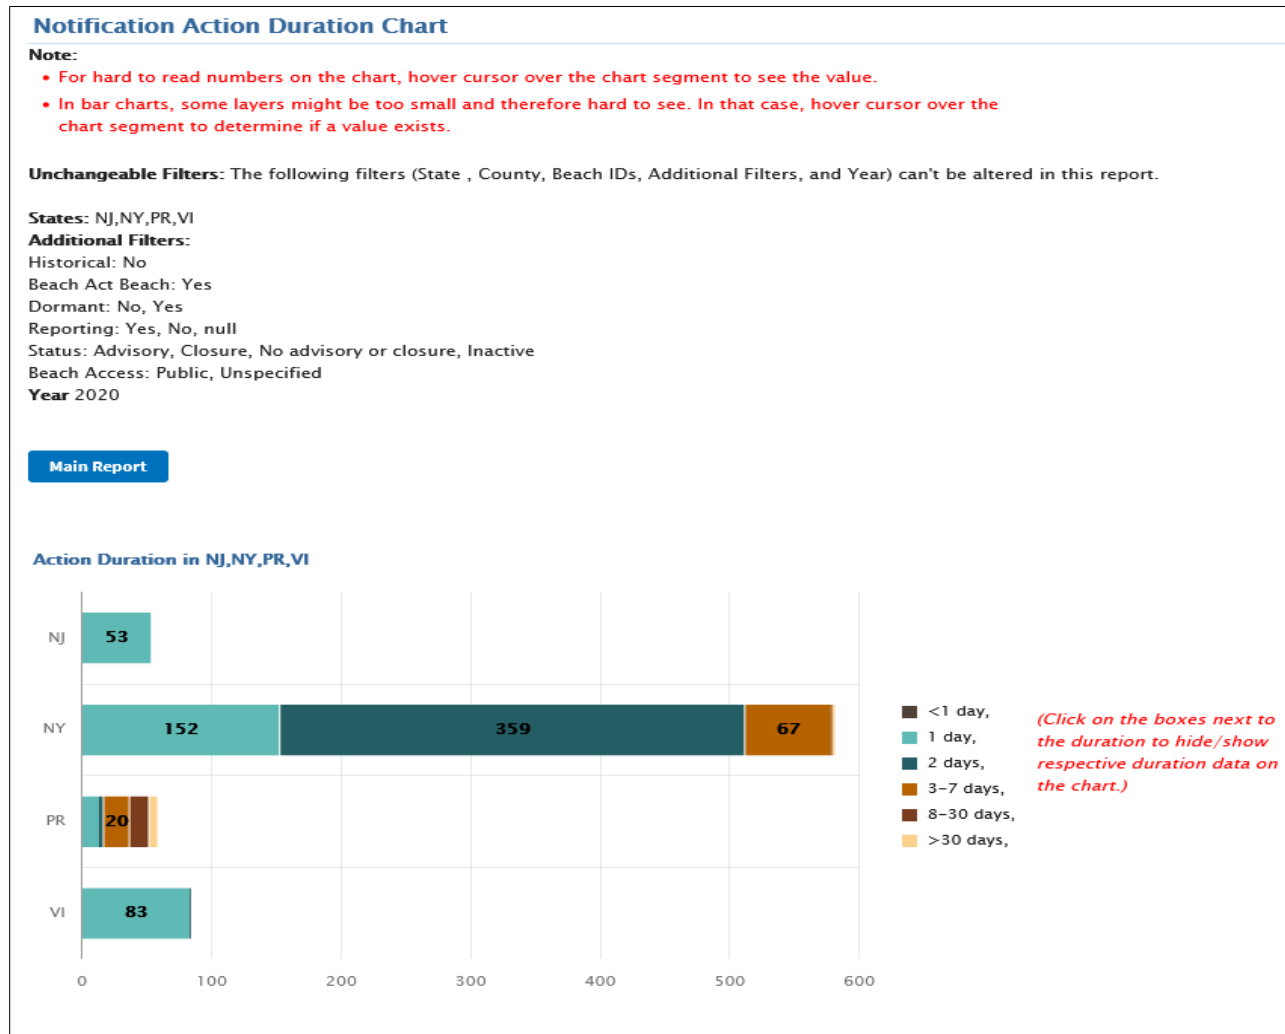 Notification Action Duration Chart
Note:
• For hard to read numbers on the chart, hover cursor over the chart segment to see the value.
• In bar charts, some layers might be too small and therefore hard to see. In that case, hover cursor over the
chart segment to determine if a value exists.
Unchangeable Filters: The following filters (State , County, Beach IDs, Additional Filters, and Year) can't be altered in this report.
States: NJ,NY,PR,VI
Additional Filters:
Historical: No
Beach Act Beach: Yes
Dormant: No, Yes
Reporting: Yes, No, null
Status: Advisory, Closure, No advisory or closure, Inactive
Beach Access: Public, Unspecified
Year 2020
Main Report
Action Duration in NJ,NY,PR,VI
NJ 53
NY 152 359 67
PR 20
VI 83
0 100 200 300 400 500 600
<1 day,
1 day,
2 days,
3-7 days,
8-30 days,
>30 days,
(Click on the boxes next to
the duration to hide/show
respective duration data on
the chart.)